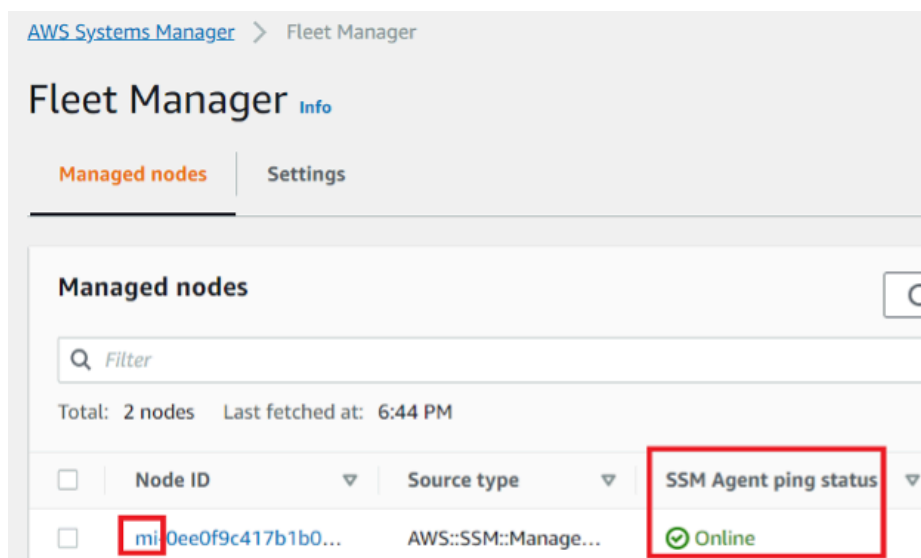 AWS Systems Manager > Fleet Manager
Fleet Manager Info
Managed nodes Settings
Managed nodes
Filter
Total: 2 nodes Last fetched at: 6:44 PM
Node ID Source type SSM Agent ping status
mi-0ee0f9c417b1b0... AWS::SSM::Manage... Online